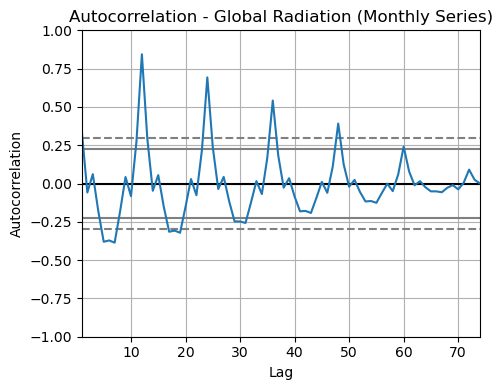 Autocorrelation - Global Radiation (Monthly Series)
1.00
0.75
0.50
0.25
0.00
−0.25
−0.50
−0.75
−1.00
Autocorrelation
10 20 30 40 50 60 70
Lag